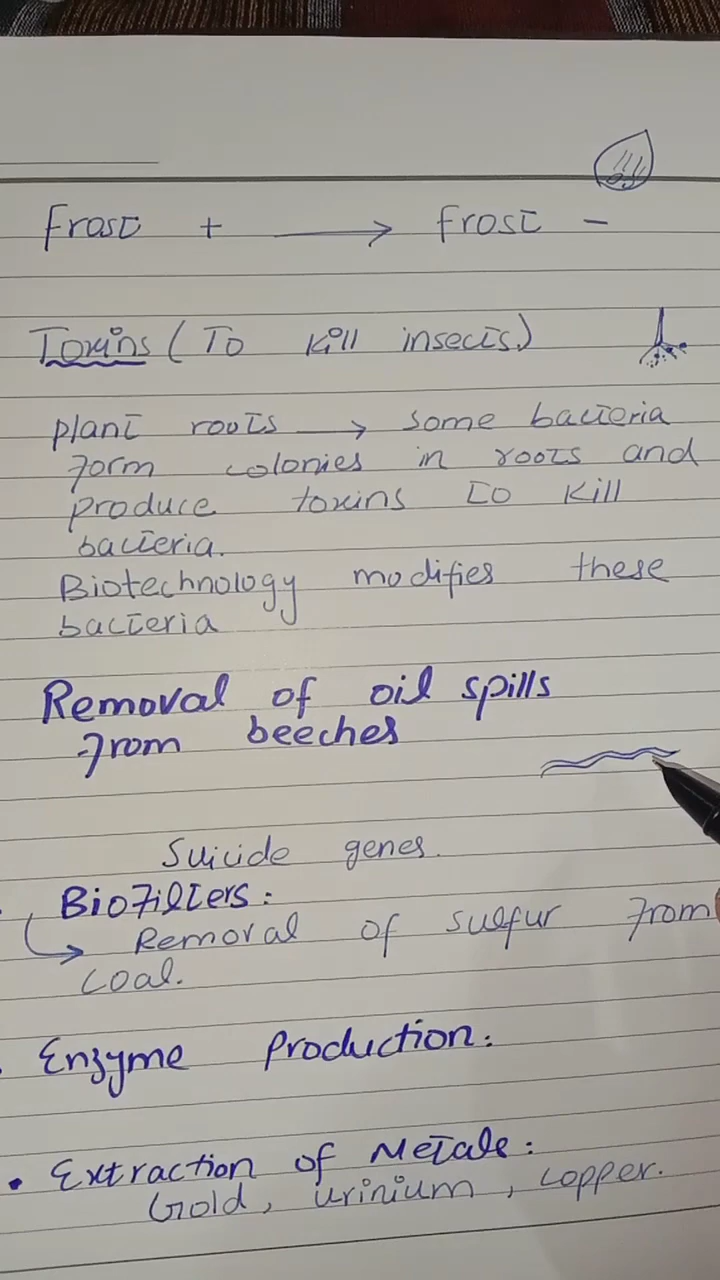 Frost + → Frost -
Toxins (To Kill insects)
plant roots → some bacteria
form colonies in roots and
produce toxins to kill
bacteria.
Biotechnology modifies these
bacteria
Removal of oil spills
from beeches
Suicide genes.
BioFilters:
→ Removal of sulfur from
coal.
Enzyme Production:
• Extraction of Metals:
Gold, urinium, copper.